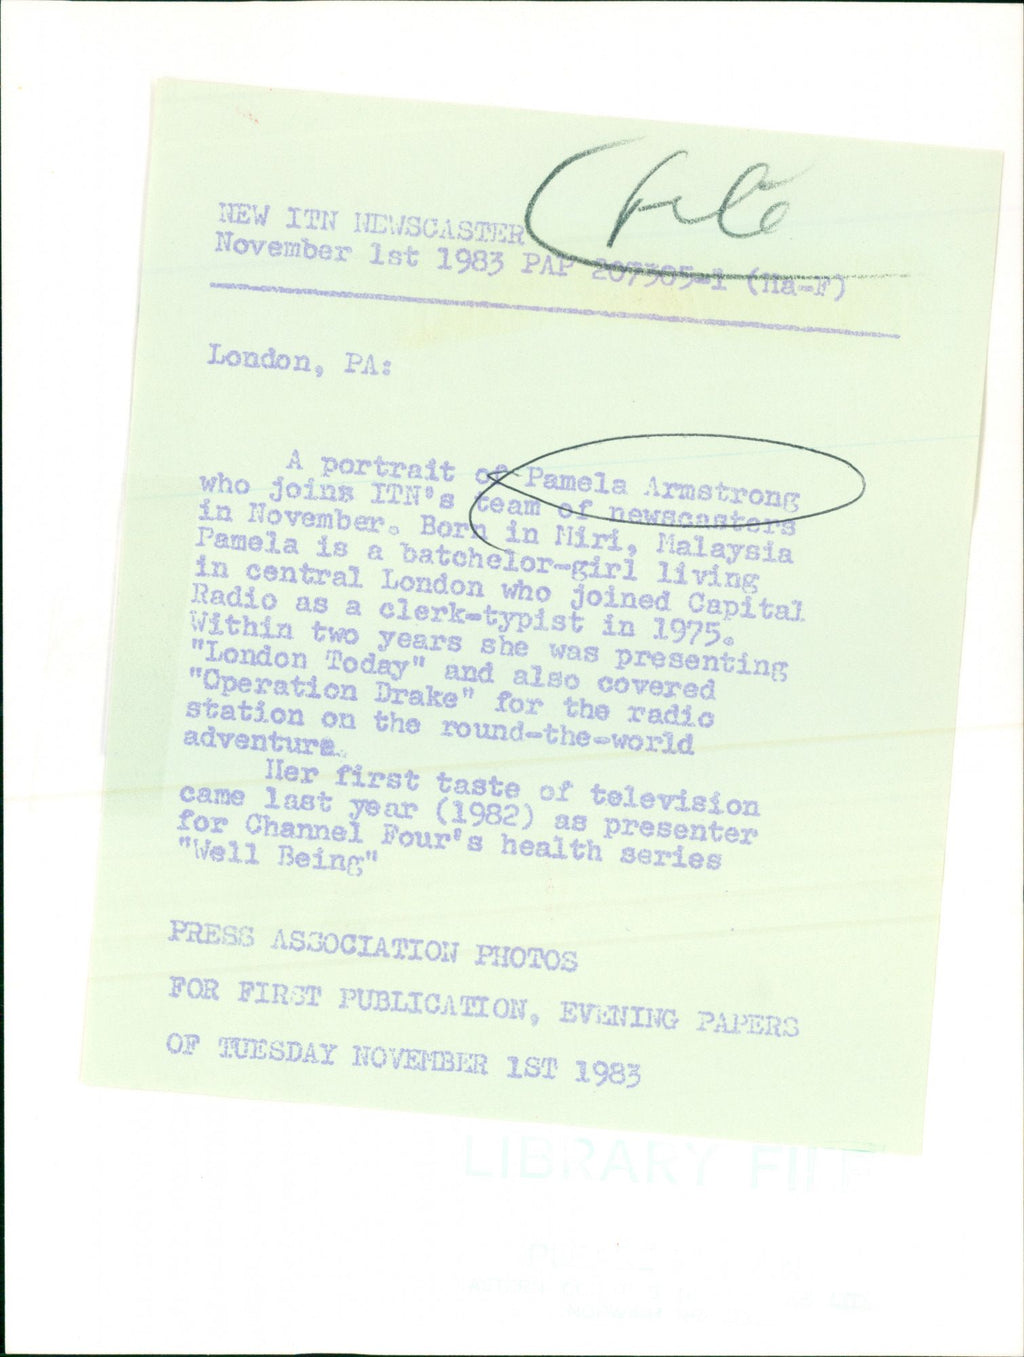 File
NEW ITN NEWSCASTER
November 1st 1983 PAP 207305-1 (Ha-F)
London, PA:
A portrait of Pamela Armstrong
who joins ITN's team of newscasters
in November. Born in Miri, Malaysia
Pamela is a batchelor-girl living
in central London who joined Capital
Radio as a clerk-typist in 1975.
Within two years she was presenting
"London Today" and also covered
"Operation Drake" for the radio
station on the round-the-world
adventure.
Her first taste of television
came last year (1982) as presenter
for Channel Four's health series
"Well Being"
PRESS ASSOCIATION PHOTOS
FOR FIRST PUBLICATION, EVENING PAPERS
OF TUESDAY NOVEMBER 1ST 1983
LIBRARY FILE